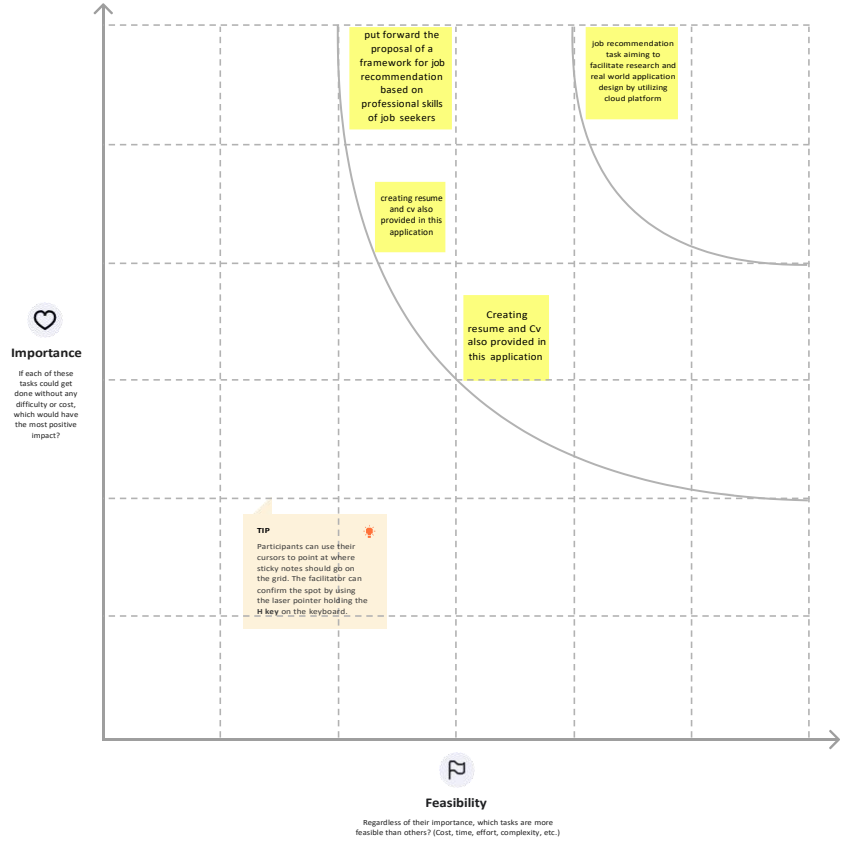 put forward the
proposal of a
framework for job
recommendation
based on
professional skills
of job seekers
job recommendation
task aiming to
facilitate research and
real world application
design by utilizing
cloud platform
creating resume
and cv also
provided in this
application
Creating
resume and Cv
also provided in
this application
Importance
If each of these
tasks could get
done without any
difficulty or cost,
which would have
the most positive
impact?
TIP
Participants can use their
cursors to point at where
sticky notes should go on
the grid. The facilitator can
confirm the spot by using
the laser pointer holding the
H key on the keyboard.
Feasibility
Regardless of their importance, which tasks are more
feasible than others? (Cost, time, effort, complexity, etc.)